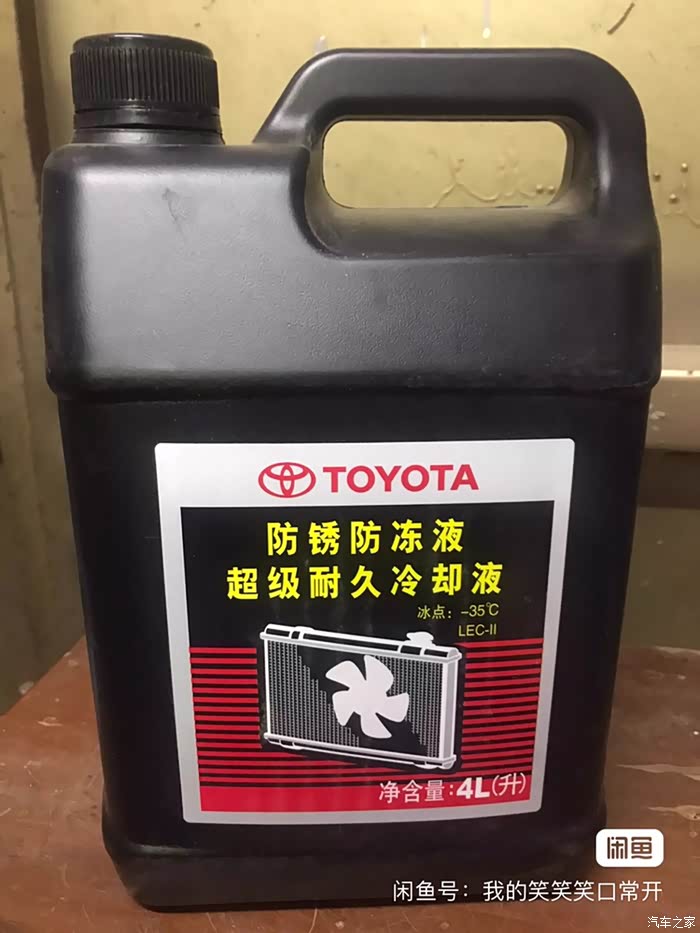 TOYOTA
防锈防冻液
超级耐久冷却液
冰点：-35℃
LEC-II
净含量:4L(升)
闲鱼
闲鱼号：我的笑笑笑口常开
汽车之家